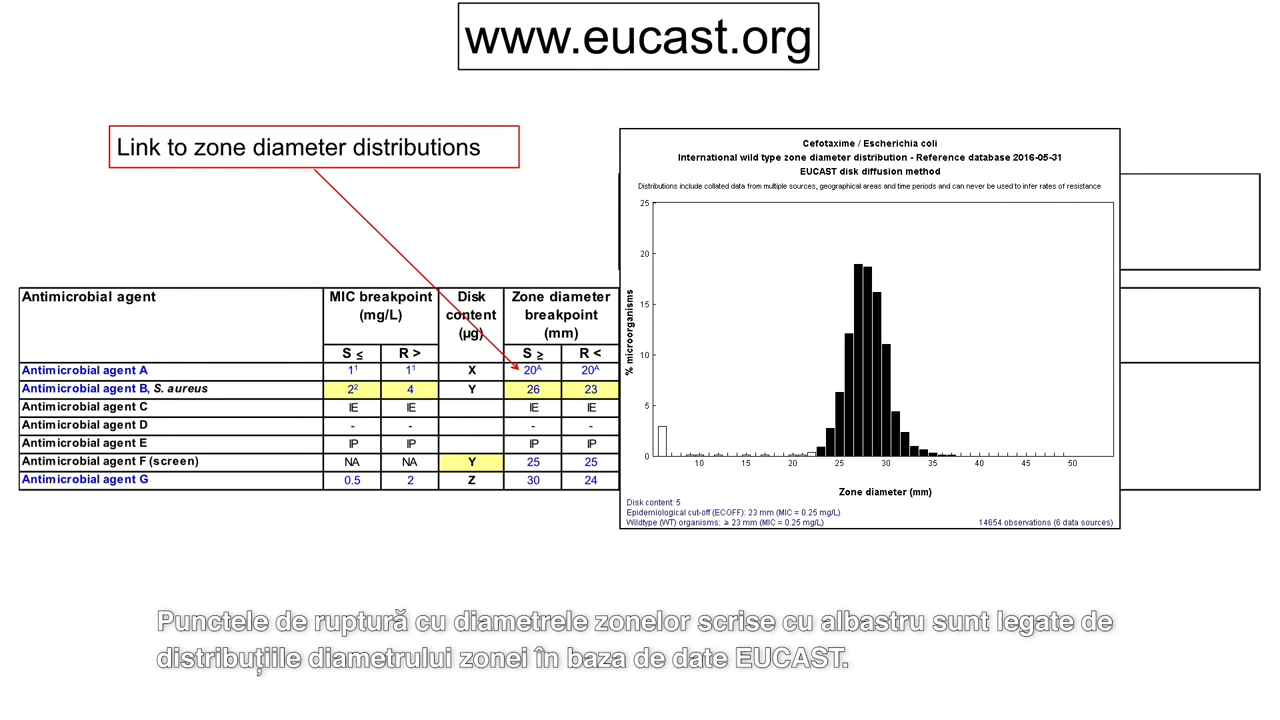 www.eucast.org
Link to zone diameter distributions
Antimicrobial agent
MIC breakpoint
(mg/L)
Disk
content
(µg)
Zone diameter
breakpoint
(mm)
S ≤ R > S ≥ R <
Antimicrobial agent A 1¹ 1¹ X 20ᴬ 20ᴬ
Antimicrobial agent B, S. aureus 2² 4 Y 26 23
Antimicrobial agent C IE IE IE IE
Antimicrobial agent D - - - -
Antimicrobial agent E IP IP IP IP
Antimicrobial agent F (screen) NA NA Y 25 25
Antimicrobial agent G 0.5 2 Z 30 24
Cefotaxime / Escherichia coli
International wild type zone diameter distribution - Reference database 2016-05-31
EUCAST disk diffusion method
Distributions include collated data from multiple sources, geographical areas and time periods and can never be used to infer rates of resistance
25
20
15
10
5
0
% microorganisms
10 15 20 25 30 35 40 45 50
Zone diameter (mm)
Disk content: 5
Epidemiological cut-off (ECOFF): 23 mm (MIC = 0.25 mg/L)
Wildtype (WT) organisms: ≥ 23 mm (MIC = 0.25 mg/L) 14654 observations (6 data sources)
Punctele de ruptură cu diametrele zonelor scrise cu albastru sunt legate de
distribuțiile diametrului zonei în baza de date EUCAST.